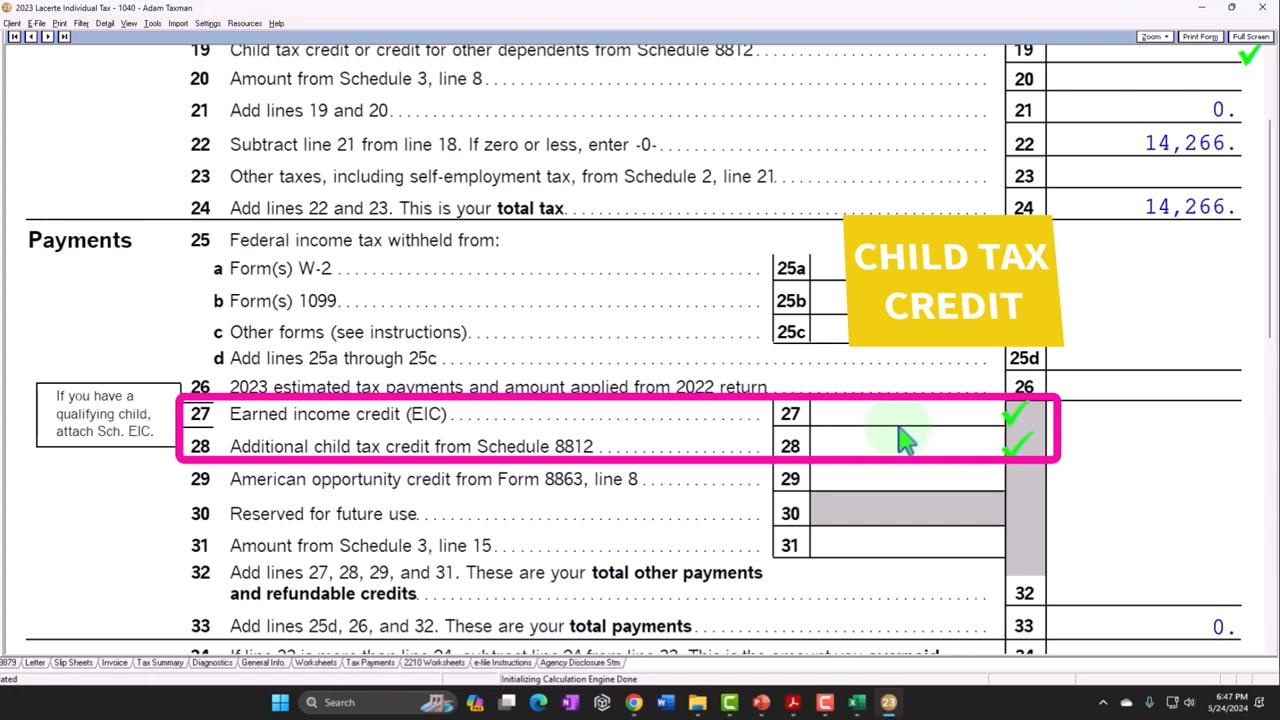 2023 Lacerte Individual Tax - 1040 - Adam Taxman
Client E-File Print Filter Detail View Tools Import Settings Resources Help
Zoom Print Form Full Screen
19 Child tax credit or credit for other dependents from Schedule 8812 19
20 Amount from Schedule 3, line 8 20
21 Add lines 19 and 20 21 0.
22 Subtract line 21 from line 18. If zero or less, enter -0- 22 14,266.
23 Other taxes, including self-employment tax, from Schedule 2, line 21 23
24 Add lines 22 and 23. This is your total tax 24 14,266.
CHILD TAX
CREDIT
Payments 25 Federal income tax withheld from:
a Form(s) W-2 25a
b Form(s) 1099 25b
c Other forms (see instructions) 25c
d Add lines 25a through 25c 25d
26 2023 estimated tax payments and amount applied from 2022 return 26
If you have a
qualifying child,
attach Sch. EIC.
27 Earned income credit (EIC) 27
28 Additional child tax credit from Schedule 8812 28
29 American opportunity credit from Form 8863, line 8 29
30 Reserved for future use 30
31 Amount from Schedule 3, line 15 31
32 Add lines 27, 28, 29, and 31. These are your total other payments
and refundable credits 32
33 Add lines 25d, 26, and 32. These are your total payments 33 0.
8879 Letter Slip Sheets Invoice Tax Summary Diagnostics General Info. Worksheets Tax Payments 2210 Worksheets e-file Instructions Agency Disclosure Stm
Initializing Calculation Engine Done
Search
23
6:47 PM
5/24/2024